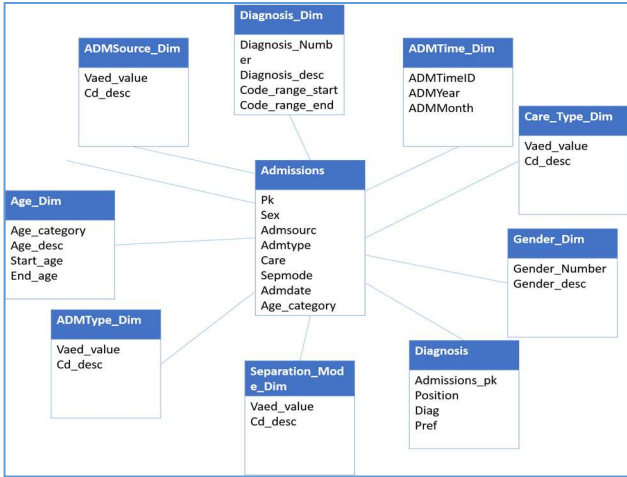 Diagnosis_Dim
Diagnosis_Numb
er
Diagnosis_desc
Code_range_start
Code_range_end
ADMSource_Dim
Vaed_value
Cd_desc
ADMTime_Dim
ADMTimeID
ADMYear
ADMMonth
Care_Type_Dim
Vaed_value
Cd_desc
Admissions
Pk
Sex
Admsourc
Admtype
Care
Sepmode
Admdate
Age_category
Age_Dim
Age_category
Age_desc
Start_age
End_age
Gender_Dim
Gender_Number
Gender_desc
ADMType_Dim
Vaed_value
Cd_desc
Separation_Mod
e_Dim
Vaed_value
Cd_desc
Diagnosis
Admissions_pk
Position
Diag
Pref